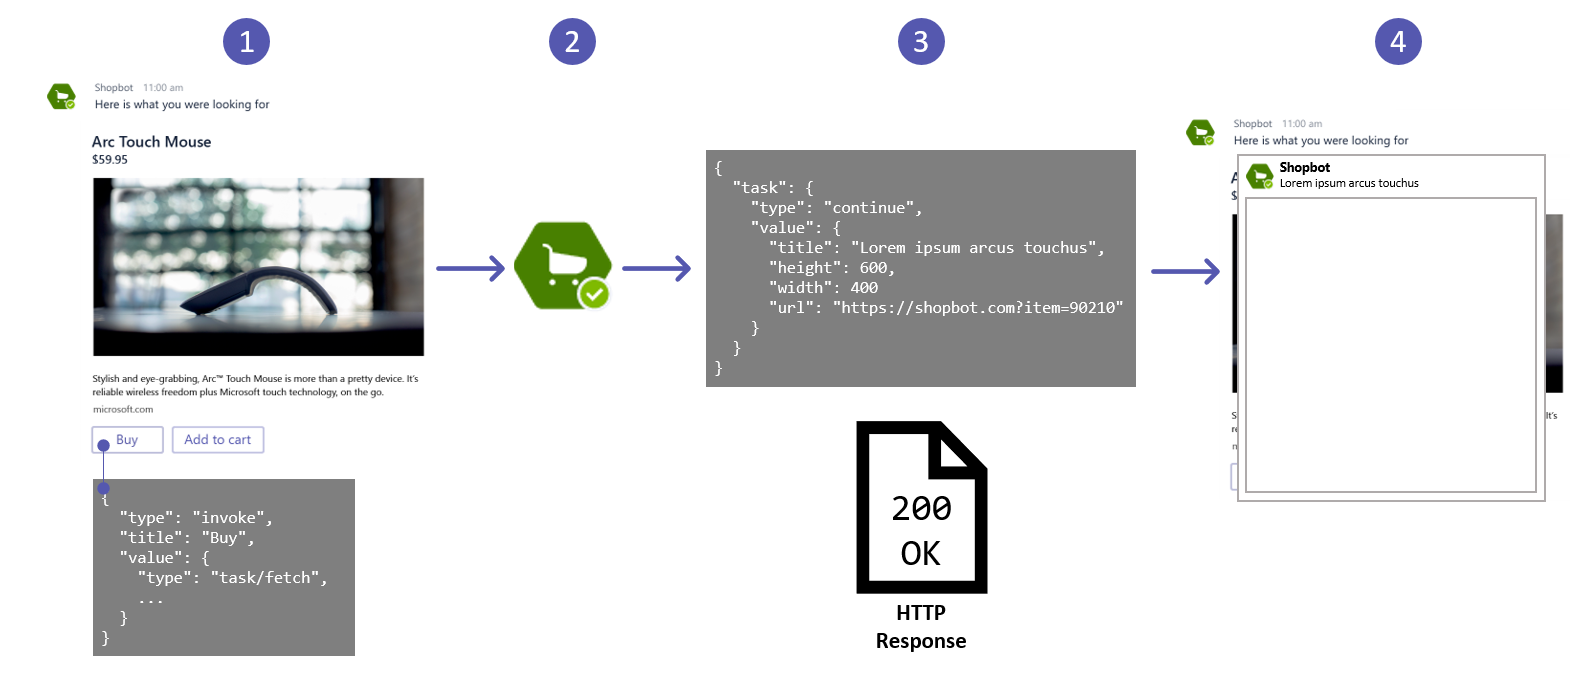 1
2
3
4
Shopbot 11:00 am
Here is what you were looking for
Arc Touch Mouse
$59.95
Stylish and eye-grabbing, Arc™ Touch Mouse is more than a pretty device. It's
reliable wireless freedom plus Microsoft touch technology, on the go.
microsoft.com
Buy
Add to cart
{
"type": "invoke",
"title": "Buy",
"value": {
"type": "task/fetch",
...
}
}
{
"task": {
"type": "continue",
"value": {
"title": "Lorem ipsum arcus touchus",
"height": 600,
"width": 400
"url": "https://shopbot.com?item=90210"
}
}
}
200
OK
HTTP
Response
Shopbot 11:00 am
Here is what you were looking for
Shopbot
Lorem ipsum arcus touchus